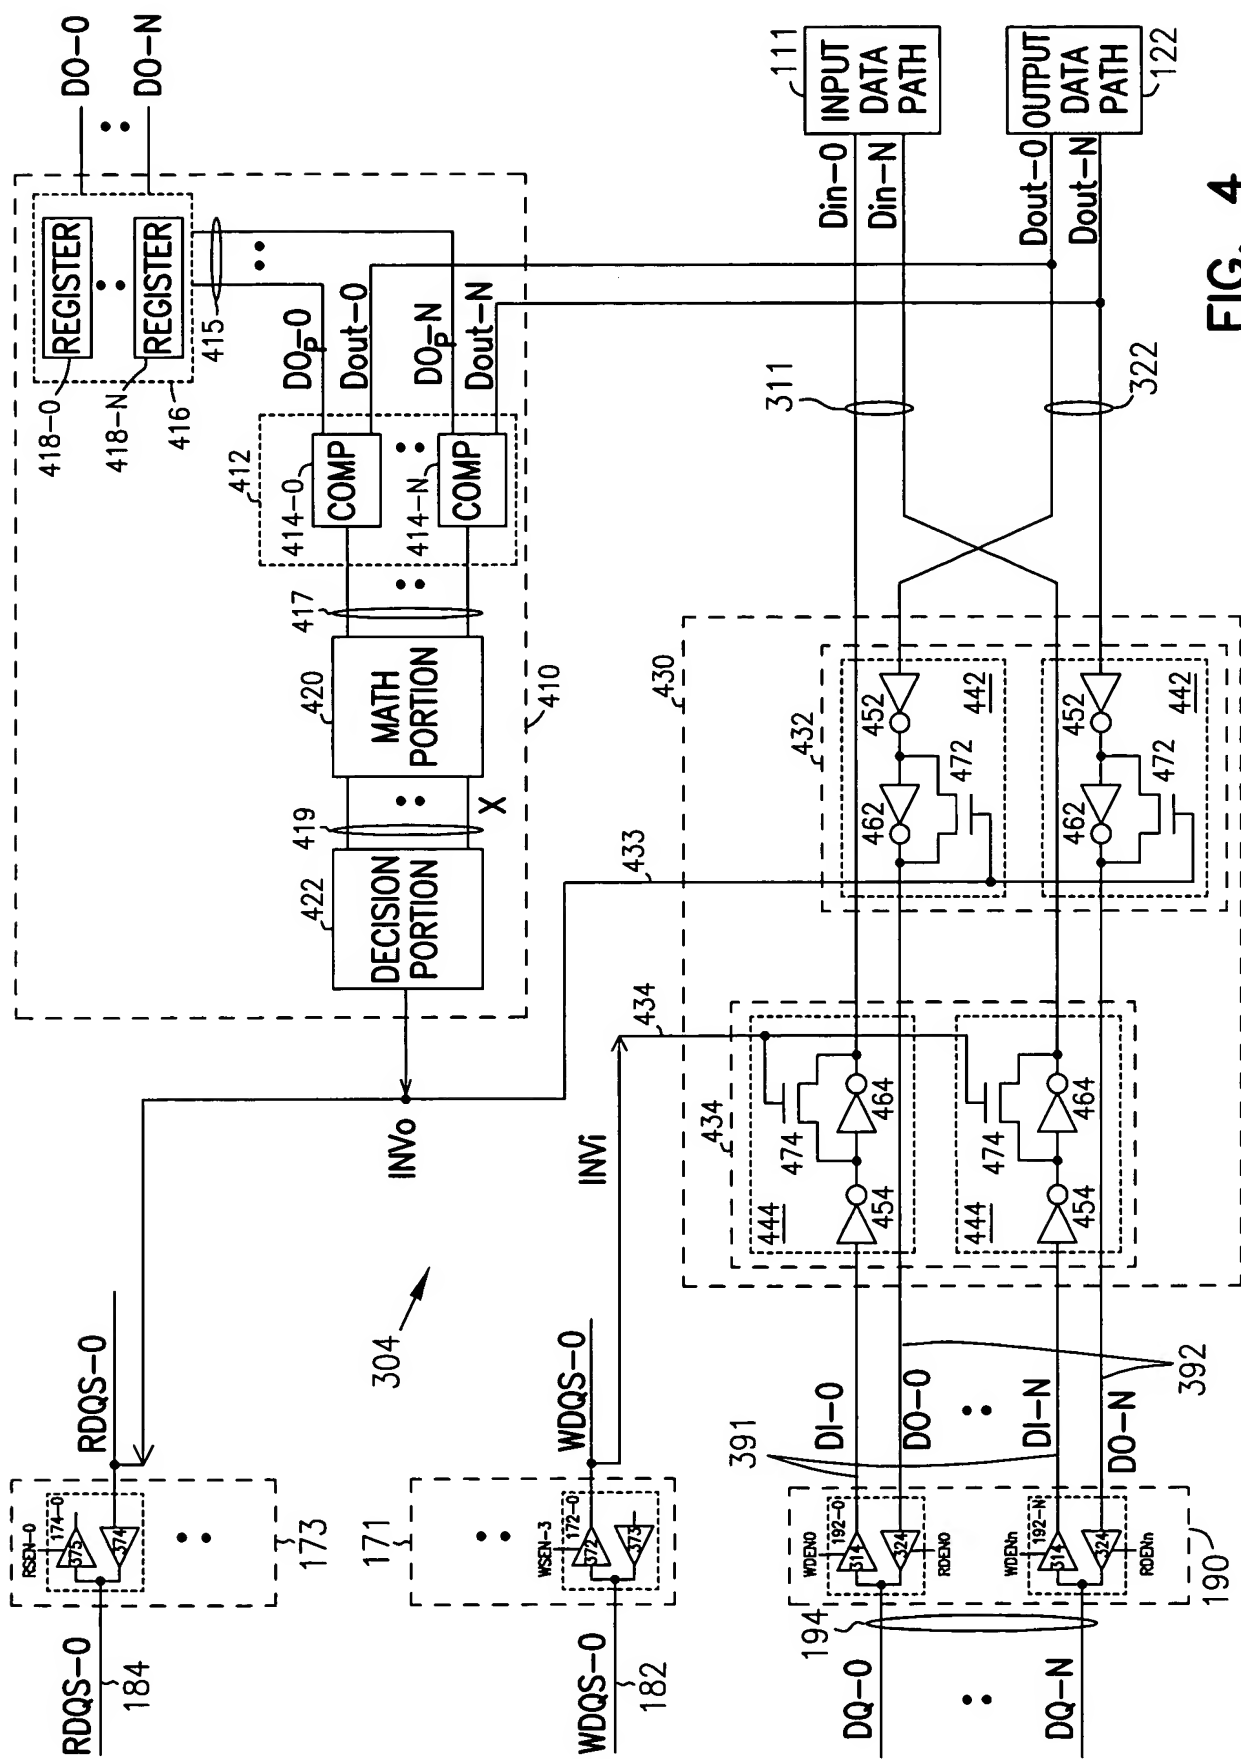 RDQS-0
184
RSEN-0
375
174-0
374
173
RDQS-0
WDQS-0
182
171
WSEN-3
372
172-0
373
WDQS-0
304
INVo
INVi
DECISION
PORTION
422
419
X
MATH
PORTION
420
417
410
412
COMP
414-0
COMP
414-N
DOP-0
Dout-0
DOP-N
Dout-N
415
416
REGISTER
418-0
REGISTER
418-N
DO-0
DO-N
433
434
430
432
434
444
454
464
474
444
454
464
474
442
452
462
472
442
452
462
472
DQ-0
DQ-N
194
190
WDEN0
314
192-0
324
RDEN0
WDENn
314
192-N
324
RDENn
391
DI-0
DO-0
DI-N
DO-N
392
311
322
Din-0
Din-N
Dout-0
Dout-N
111
INPUT
DATA
PATH
122
OUTPUT
DATA
PATH
FIG. 4